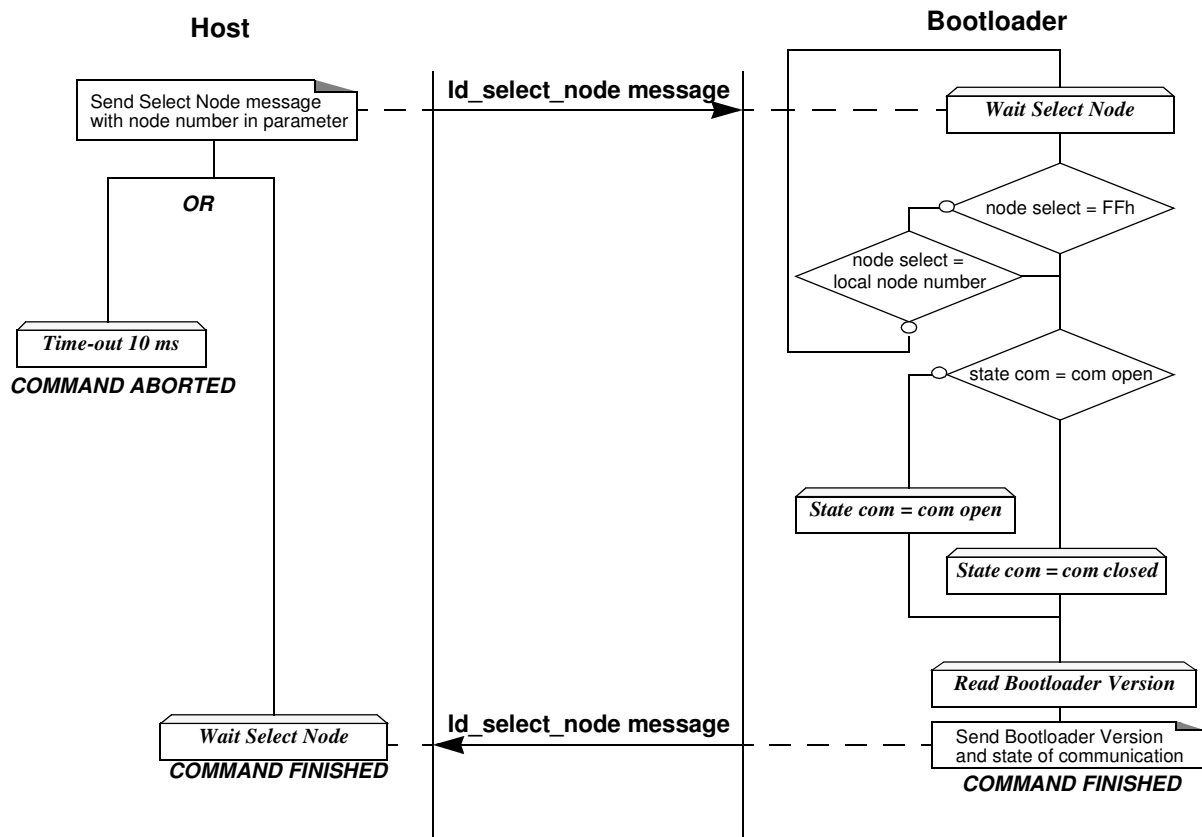 Host
Bootloader
Id_select_node message
Send Select Node message
with node number in parameter
Wait Select Node
OR
node select = FFh
node select =
local node number
Time-out 10 ms
COMMAND ABORTED
state com = com open
State com = com open
State com = com closed
Read Bootloader Version
Id_select_node message
Wait Select Node
COMMAND FINISHED
Send Bootloader Version
and state of communication
COMMAND FINISHED